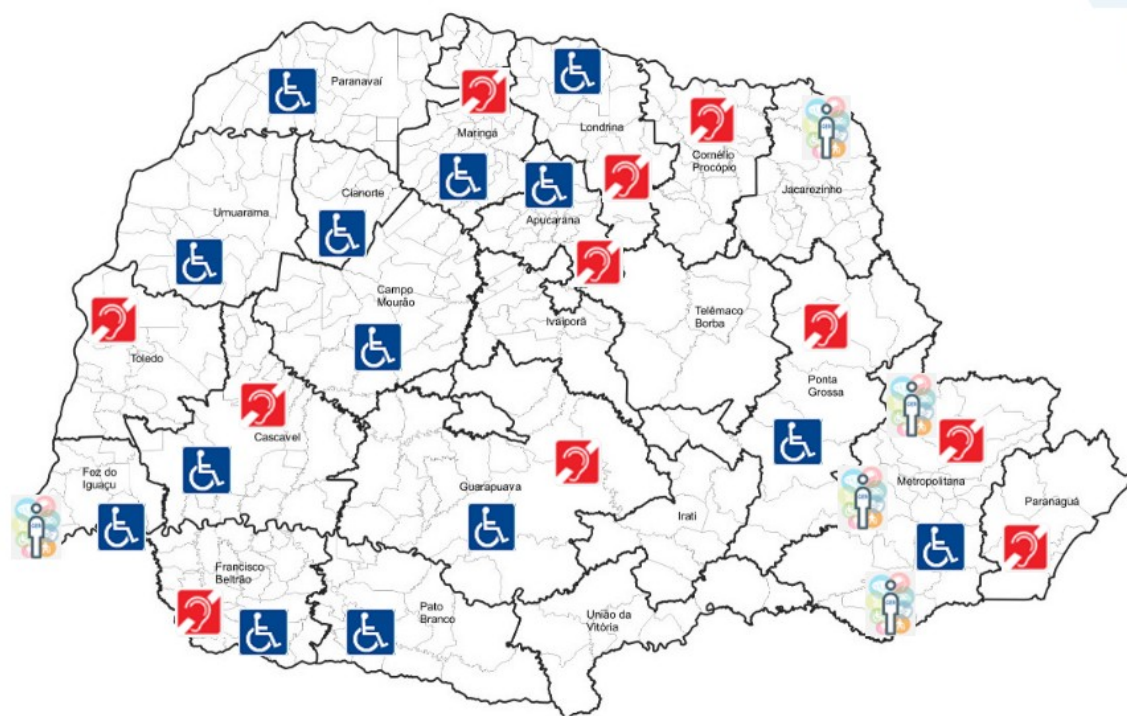 Paranavaí
Maringá
Londrina
Cornélio
Procópio
Jacarezinho
Umuarama
Cianorte
Apucarana
Campo
Mourão
Ivaiporã
Telêmaco
Borba
Toledo
Ponta
Grossa
Cascavel
Foz do
Iguaçu
Guarapuava
Irati
Metropolitana
Paranaguá
Francisco
Beltrão
Pato
Branco
União da
Vitória